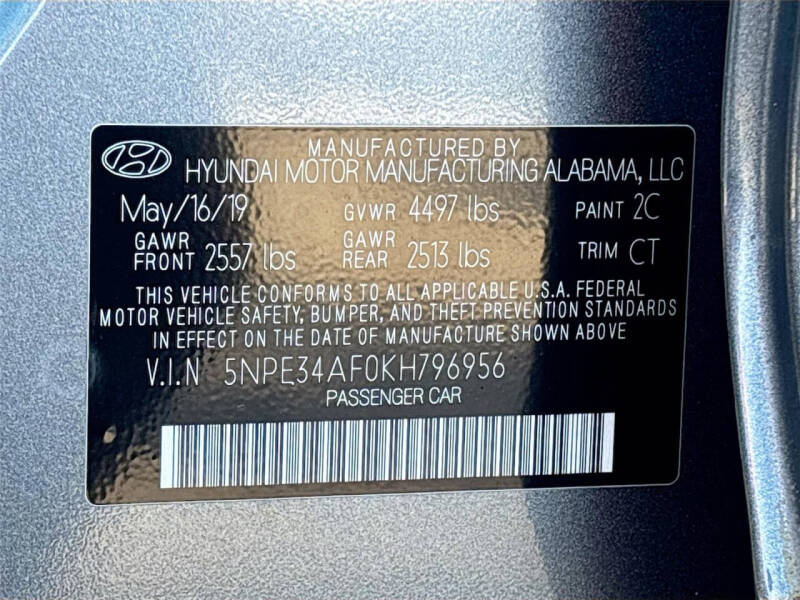 MANUFACTURED BY
HYUNDAI MOTOR MANUFACTURING ALABAMA, LLC
May/16/19 GVWR 4497 lbs PAINT 2C
GAWR FRONT 2557 lbs GAWR REAR 2513 lbs TRIM CT
THIS VEHICLE CONFORMS TO ALL APPLICABLE U.S.A. FEDERAL
MOTOR VEHICLE SAFETY, BUMPER, AND THEFT PREVENTION STANDARDS
IN EFFECT ON THE DATE OF MANUFACTURE SHOWN ABOVE
V.I.N 5NPE34AF0KH796956
PASSENGER CAR